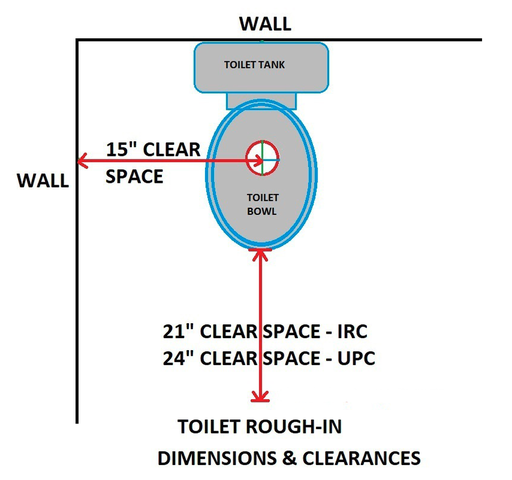 WALL
TOILET TANK
15" CLEAR
SPACE
WALL
TOILET
BOWL
21" CLEAR SPACE - IRC
24" CLEAR SPACE - UPC
TOILET ROUGH-IN
DIMENSIONS & CLEARANCES